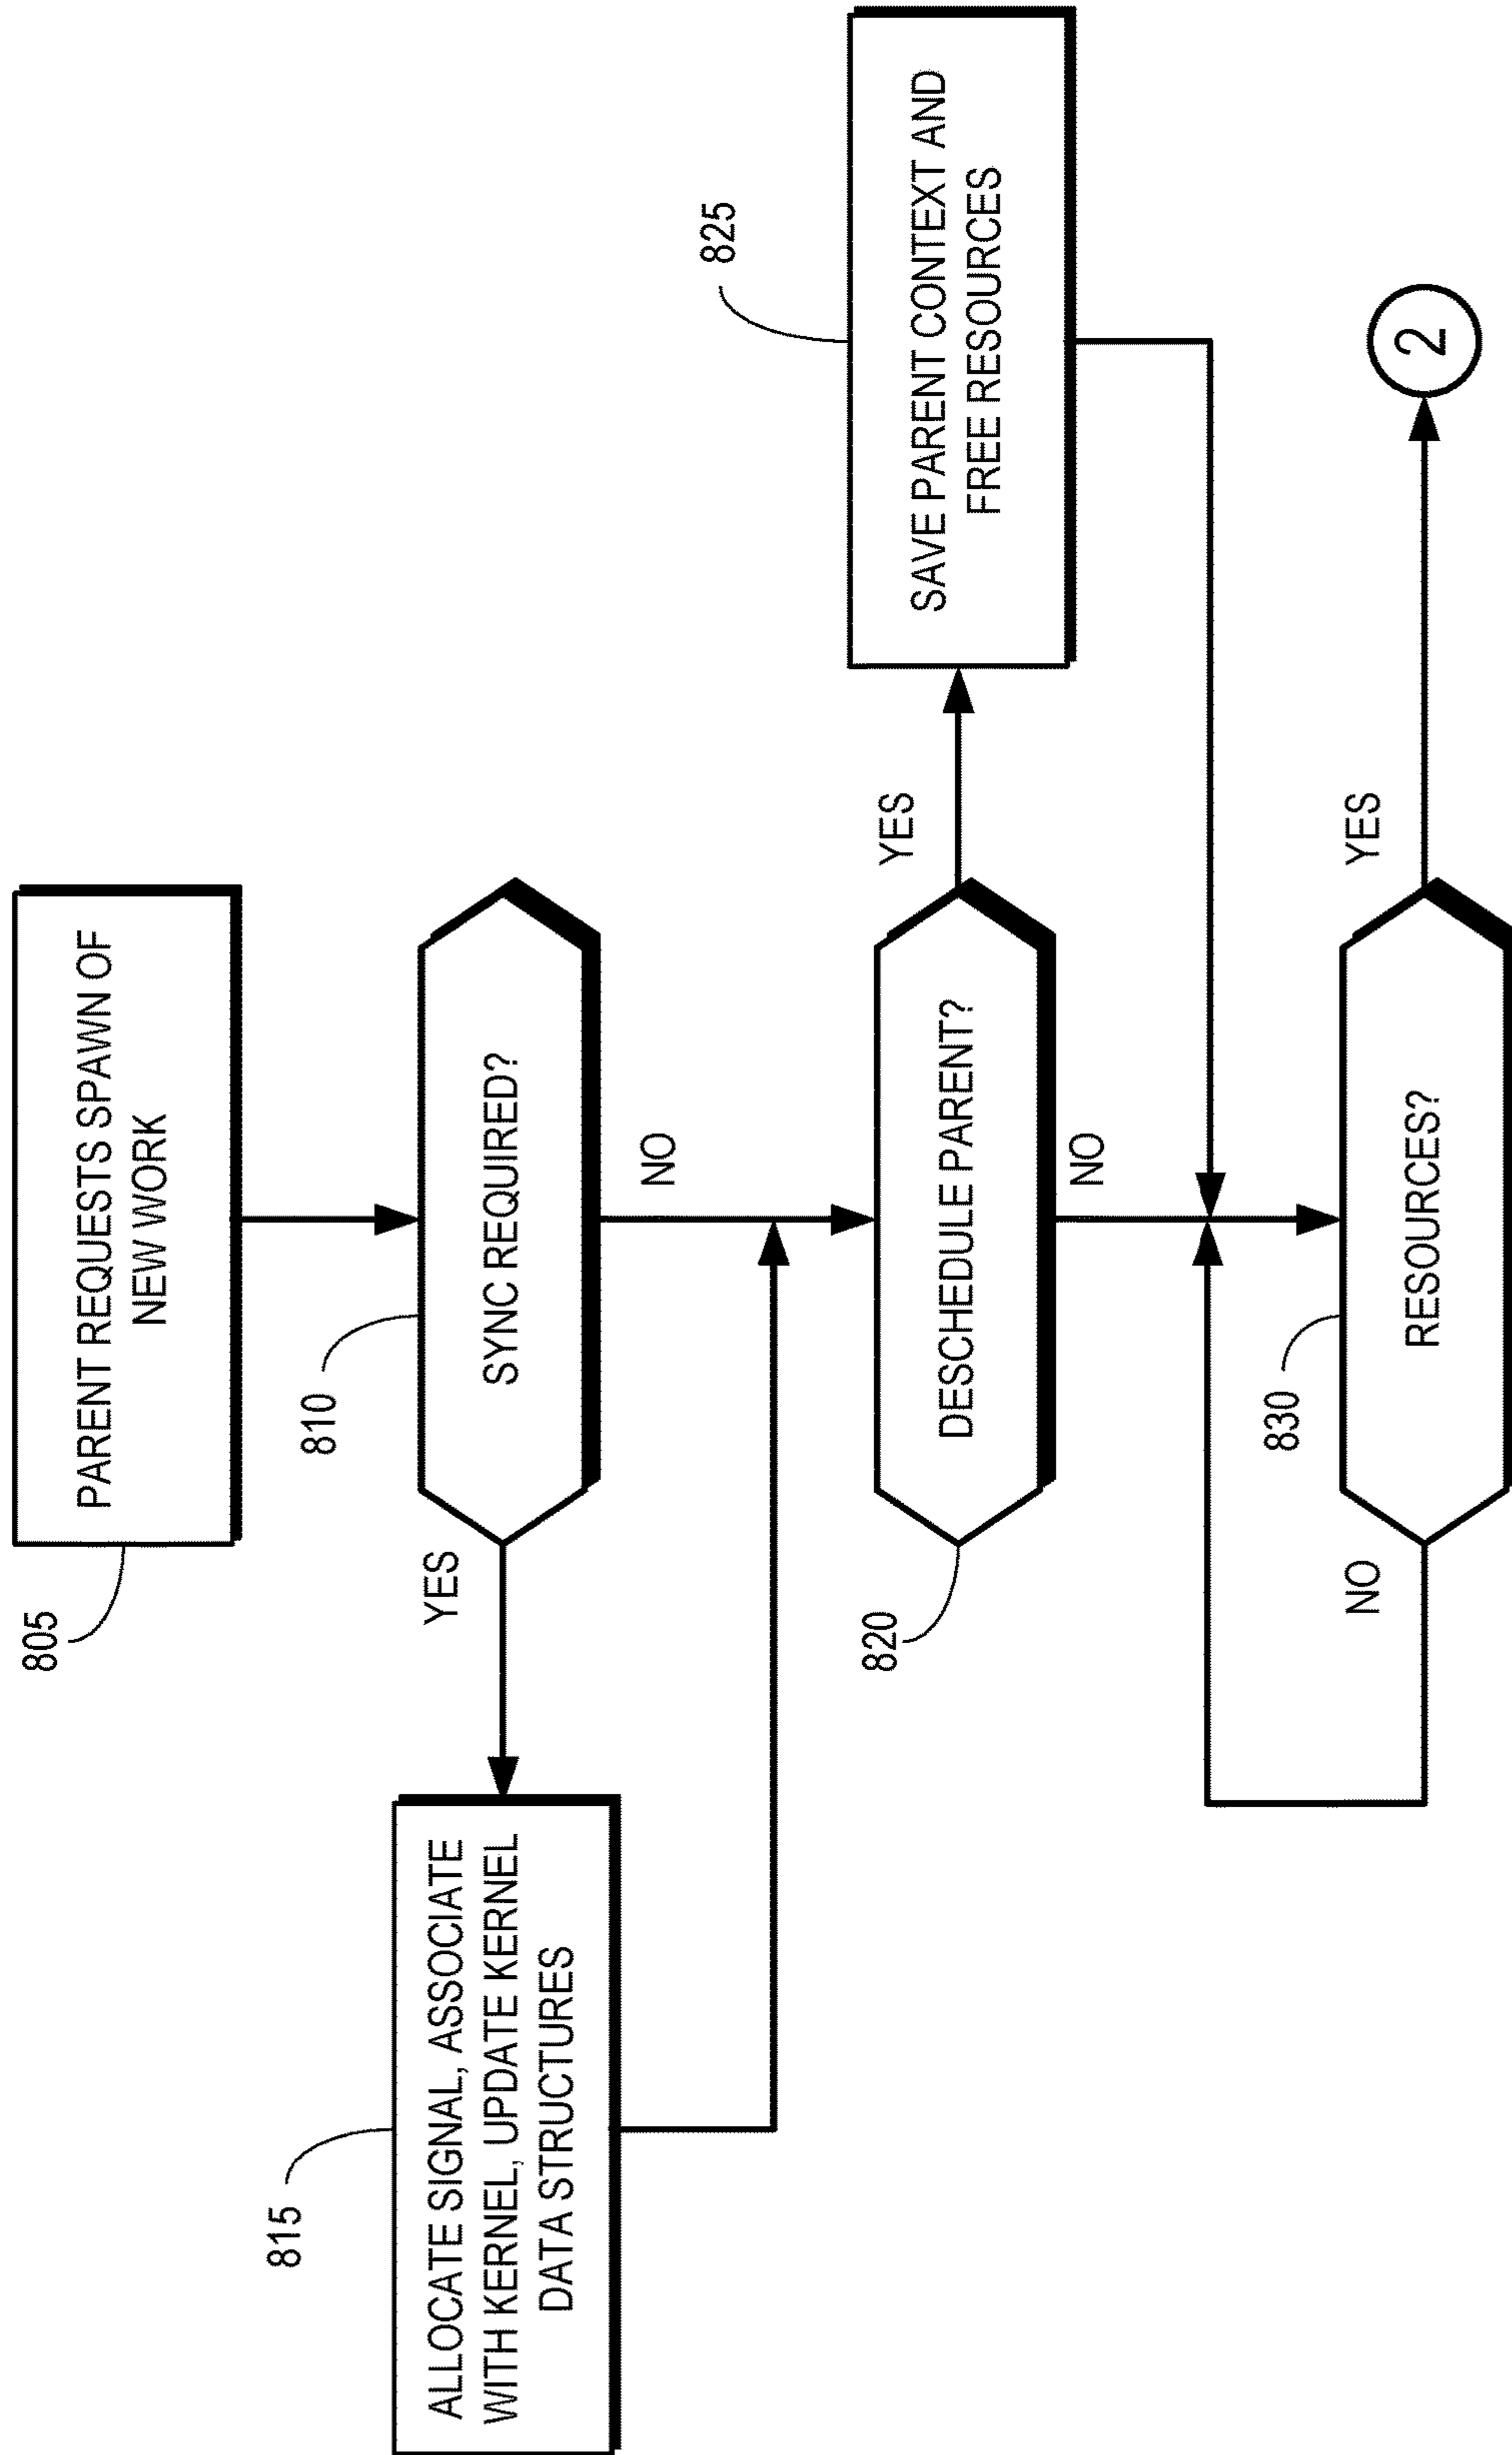 805
PARENT REQUESTS SPAWN OF
NEW WORK
810
SYNC REQUIRED?
YES
NO
815
ALLOCATE SIGNAL, ASSOCIATE
WITH KERNEL, UPDATE KERNEL
DATA STRUCTURES
820
DESCHEDULE PARENT?
YES
NO
825
SAVE PARENT CONTEXT AND
FREE RESOURCES
830
RESOURCES?
NO
YES
2